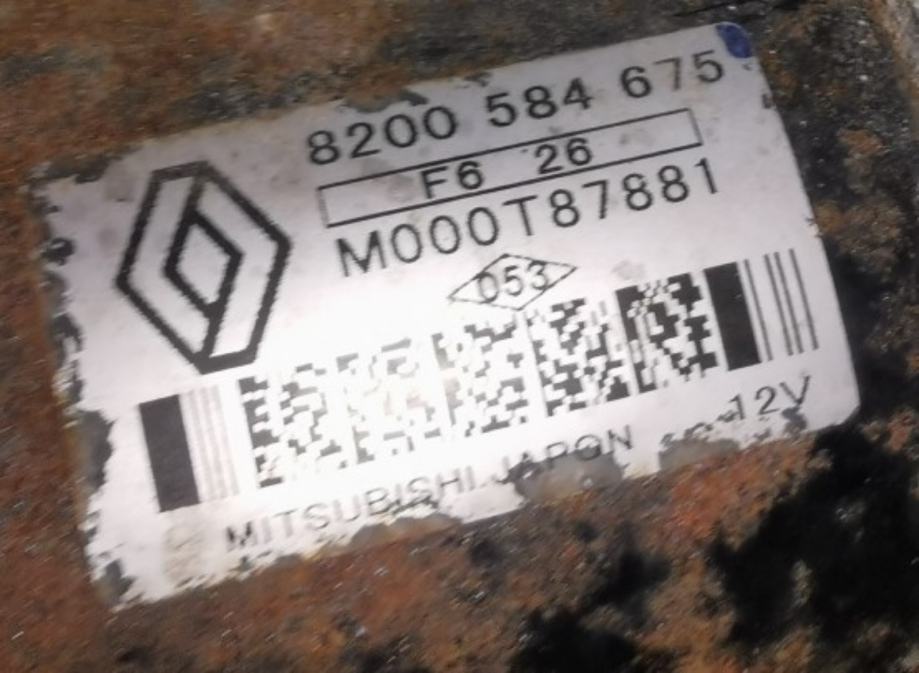 8200 584 675
F6 26
M000T87881
053
12V
MITSUBISHI JAPON